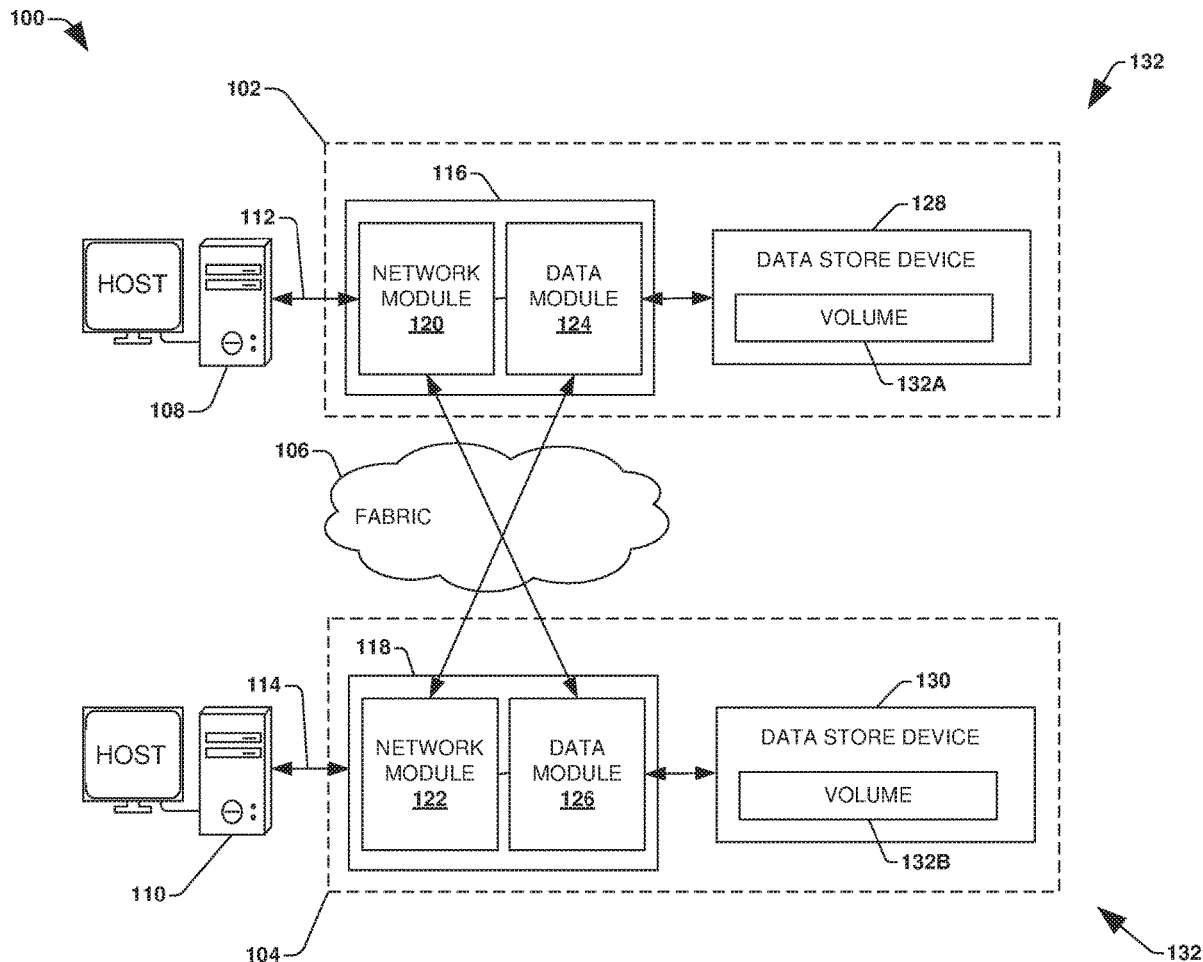 100
132
102
116
128
112
HOST
NETWORK
MODULE
120
DATA
MODULE
124
DATA STORE DEVICE
VOLUME
132A
108
106
FABRIC
118
130
114
HOST
NETWORK
MODULE
122
DATA
MODULE
126
DATA STORE DEVICE
VOLUME
132B
110
104
132